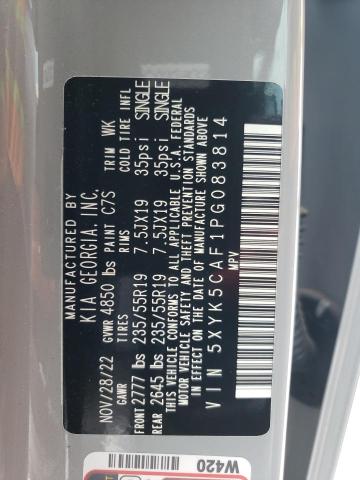 MANUFACTURED BY
KIA GEORGIA, INC.
NOV/28/22 GVWR 4850 lbs PAINT C7S TRIM WK
GAWR TIRES RIMS COLD TIRE INFL
FRONT 2777 lbs 235/55R19 7.5JX19 35psi SINGLE
REAR 2645 lbs 235/55R19 7.5JX19 35psi SINGLE
THIS VEHICLE CONFORMS TO ALL APPLICABLE U.S.A. FEDERAL
MOTOR VEHICLE SAFETY AND THEFT PREVENTION STANDARDS
IN EFFECT ON THE DATE OF MANUFACTURE SHOWN ABOVE
VIN 5XYK5CAF1PG083814
MPV
W420